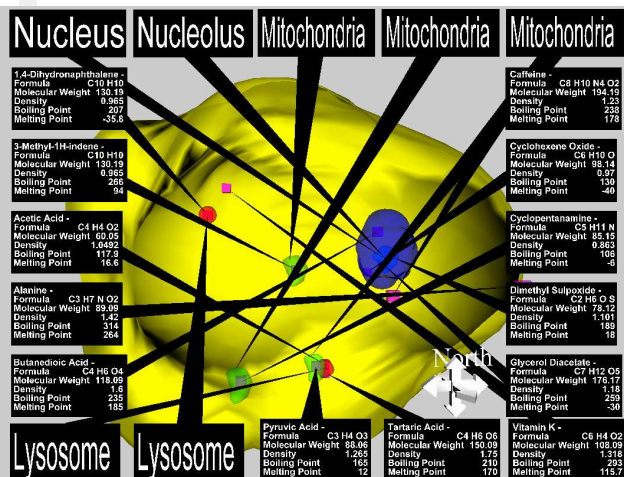 Nucleus
Nucleolus
Mitochondria
Mitochondria
Mitochondria
1,4-Dihydronaphthalene -
Formula C10 H10
Molecular Weight 130.19
Density 0.965
Boiling Point 207
Melting Point -35.8
3-Methyl-1H-indene -
Formula C10 H10
Molecular Weight 130.19
Density 0.965
Boiling Point 266
Melting Point 94
Acetic Acid -
Formula C4 H4 O2
Molecular Weight 60.05
Density 1.0492
Boiling Point 117.9
Melting Point 16.6
Alanine -
Formula C3 H7 N O2
Molecular Weight 89.09
Density 1.42
Boiling Point 314
Melting Point 264
Butanedioic Acid -
Formula C4 H6 O4
Molecular Weight 118.09
Density 1.6
Boiling Point 235
Melting Point 185
Caffeine -
Formula C8 H10 N4 O2
Molecular Weight 194.19
Density 1.23
Boiling Point 238
Melting Point 178
Cyclohexene Oxide -
Formula C6 H10 O
Molecular Weight 98.14
Density 0.97
Boiling Point 130
Melting Point -40
Cyclopentanamine -
Formula C5 H11 N
Molecular Weight 85.15
Density 0.863
Boiling Point 106
Melting Point -6
Dimethyl Sulpoxide -
Formula C2 H6 O S
Molecular Weight 78.12
Density 1.101
Boiling Point 189
Melting Point 18
North
Glycerol Diacetate -
Formula C7 H12 O5
Molecular Weight 176.17
Density 1.18
Boiling Point 259
Melting Point -30
Lysosome
Lysosome
Pyruvic Acid -
Formula C3 H4 O3
Molecular Weight 88.06
Density 1.265
Boiling Point 165
Melting Point 12
Tartaric Acid -
Formula C4 H6 O6
Molecular Weight 150.09
Density 1.75
Boiling Point 210
Melting Point 170
Vitamin K -
Formula C6 H4 O2
Molecular Weight 108.09
Density 1.318
Boiling Point 293
Melting Point 115.7